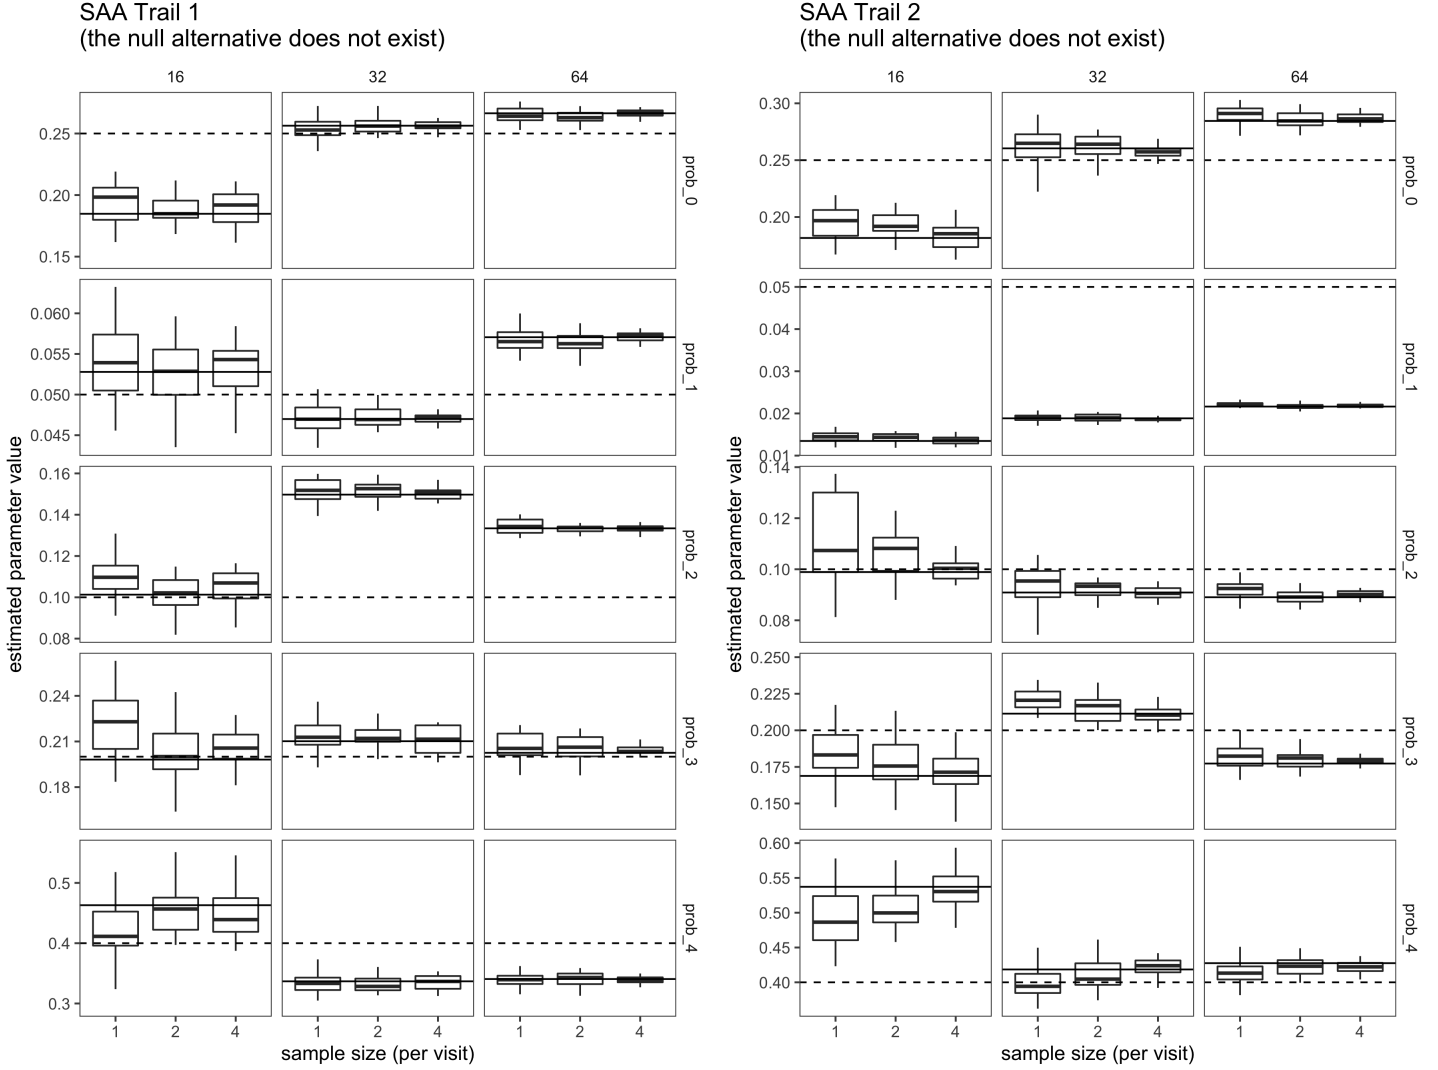 SAA Trail 1
(the null alternative does not exist)
16 32 64
0.25
0.20
0.15
prob_0
0.060
0.055
0.050
0.045
prob_1
0.16
0.14
0.12
0.10
0.08
prob_2
0.24
0.21
0.18
prob_3
0.5
0.4
0.3
prob_4
1 2 4 1 2 4 1 2 4
sample size (per visit)
estimated parameter value
SAA Trail 2
(the null alternative does not exist)
16 32 64
0.30
0.25
0.20
prob_0
0.05
0.04
0.03
0.02
0.01
prob_1
0.14
0.12
0.10
0.08
prob_2
0.250
0.225
0.200
0.175
0.150
prob_3
0.60
0.55
0.50
0.45
0.40
prob_4
1 2 4 1 2 4 1 2 4
sample size (per visit)
estimated parameter value